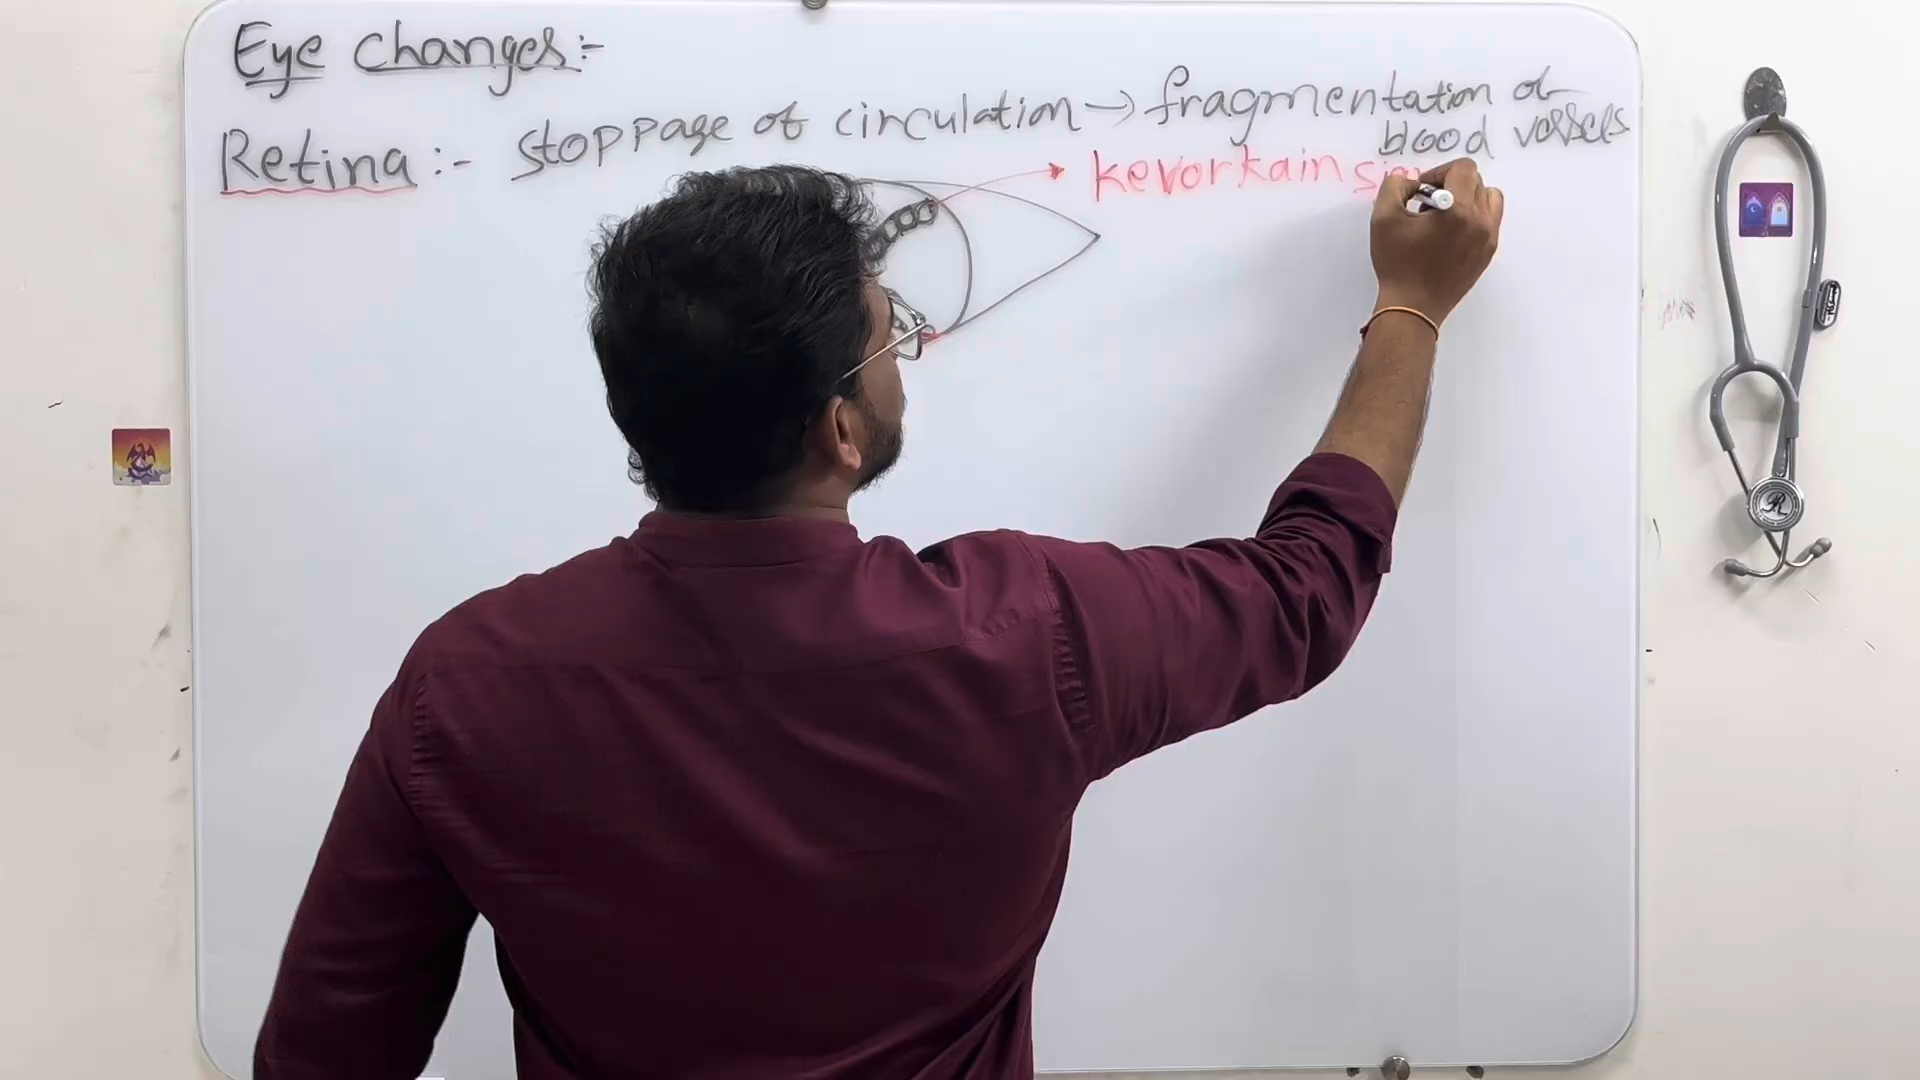 Eye changes:-
Retina:- stoppage of circulation → fragmentation of
blood vessels
kevorkain